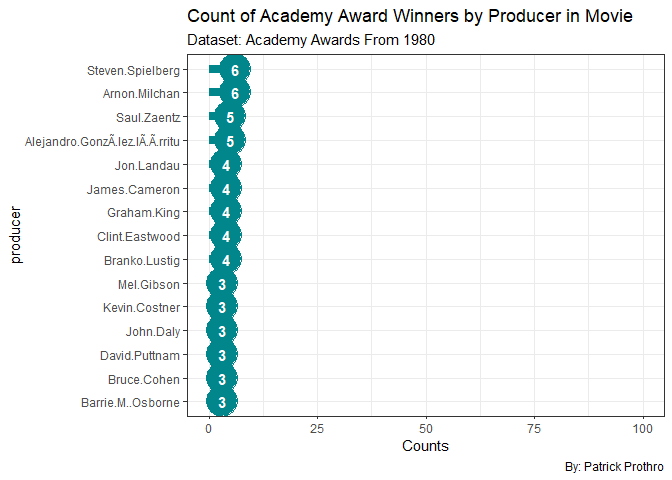 Count of Academy Award Winners by Producer in Movie
Dataset: Academy Awards From 1980
producer
Steven.Spielberg 6
Arnon.Milchan 6
Saul.Zaentz 5
Alejandro.GonzÃ.lez.IÃ.Ã.rritu 5
Jon.Landau 4
James.Cameron 4
Graham.King 4
Clint.Eastwood 4
Branko.Lustig 4
Mel.Gibson 3
Kevin.Costner 3
John.Daly 3
David.Puttnam 3
Bruce.Cohen 3
Barrie.M..Osborne 3
0 25 50 75 100
Counts
By: Patrick Prothro